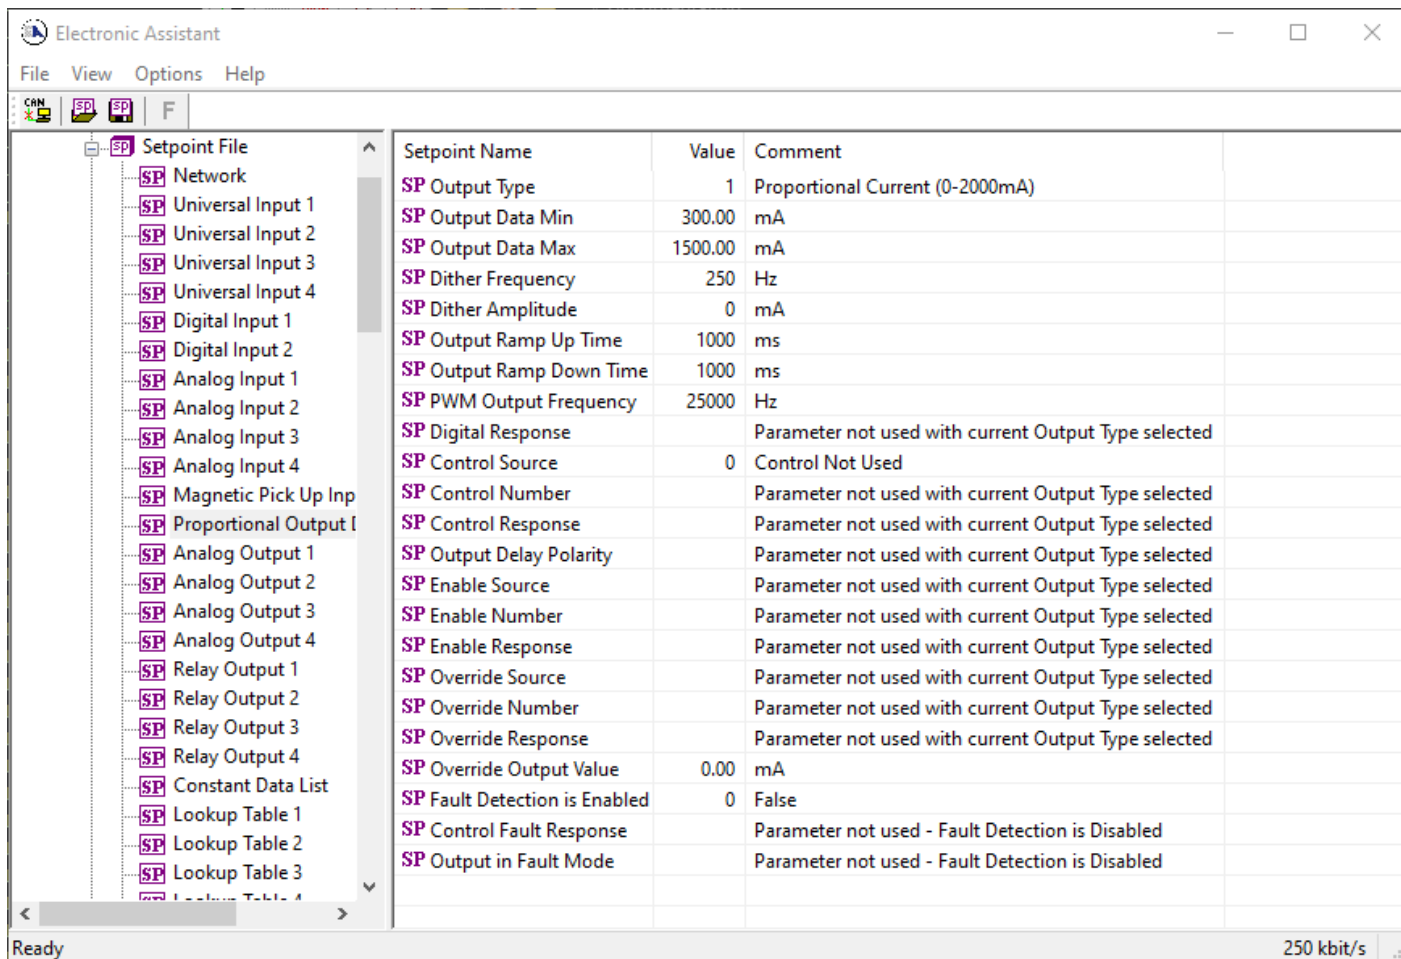 Electronic Assistant
File View Options Help
CAN SP SP F
Setpoint File
Network
Universal Input 1
Universal Input 2
Universal Input 3
Universal Input 4
Digital Input 1
Digital Input 2
Analog Input 1
Analog Input 2
Analog Input 3
Analog Input 4
Magnetic Pick Up Inp
Proportional Output
Analog Output 1
Analog Output 2
Analog Output 3
Analog Output 4
Relay Output 1
Relay Output 2
Relay Output 3
Relay Output 4
Constant Data List
Lookup Table 1
Lookup Table 2
Lookup Table 3
Setpoint Name Value Comment
SP Output Type 1 Proportional Current (0-2000mA)
SP Output Data Min 300.00 mA
SP Output Data Max 1500.00 mA
SP Dither Frequency 250 Hz
SP Dither Amplitude 0 mA
SP Output Ramp Up Time 1000 ms
SP Output Ramp Down Time 1000 ms
SP PWM Output Frequency 25000 Hz
SP Digital Response Parameter not used with current Output Type selected
SP Control Source 0 Control Not Used
SP Control Number Parameter not used with current Output Type selected
SP Control Response Parameter not used with current Output Type selected
SP Output Delay Polarity Parameter not used with current Output Type selected
SP Enable Source Parameter not used with current Output Type selected
SP Enable Number Parameter not used with current Output Type selected
SP Enable Response Parameter not used with current Output Type selected
SP Override Source Parameter not used with current Output Type selected
SP Override Number Parameter not used with current Output Type selected
SP Override Response Parameter not used with current Output Type selected
SP Override Output Value 0.00 mA
SP Fault Detection is Enabled 0 False
SP Control Fault Response Parameter not used - Fault Detection is Disabled
SP Output in Fault Mode Parameter not used - Fault Detection is Disabled
Ready 250 kbit/s